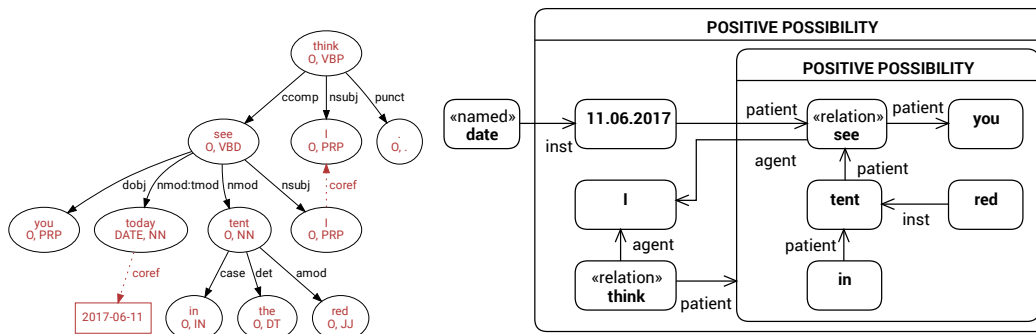 think
O, VBP
ccomp
nsubj
punct
see
O, VBD
I
O, PRP
.
O, .
dobj
nmod:tmod
nmod
nsubj
coref
you
O, PRP
today
DATE, NN
tent
O, NN
I
O, PRP
coref
case
det
amod
2017-06-11
in
O, IN
the
O, DT
red
O, JJ
POSITIVE POSSIBILITY
POSITIVE POSSIBILITY
«named»
date
inst
11.06.2017
patient
«relation»
see
patient
you
agent
patient
I
tent
inst
red
agent
patient
«relation»
think
patient
in